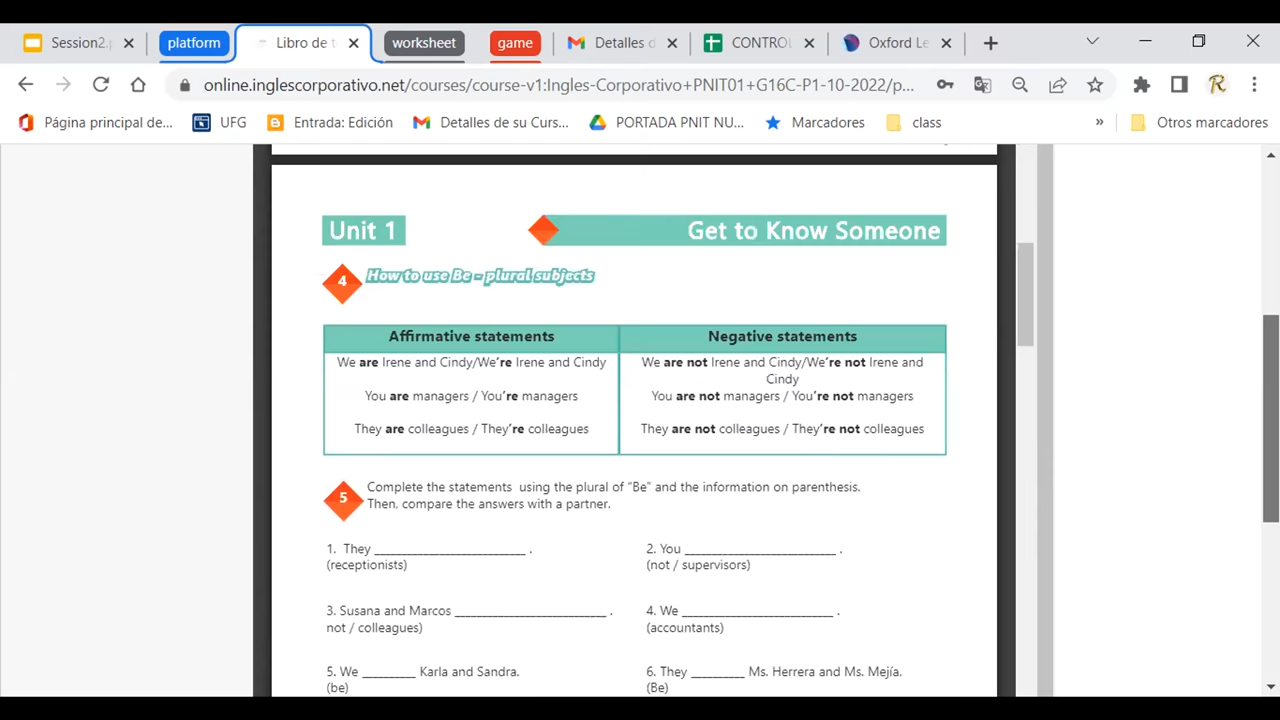 Session2.
platform
Libro de t
worksheet
game
Detalles d
CONTROL
Oxford Le
online.inglescorporativo.net/courses/course-v1:Ingles-Corporativo+PNIT01+G16C-P1-10-2022/p...
Página principal de...
UFG
Entrada: Edición
Detalles de su Curs...
PORTADA PNIT NU...
Marcadores
class
»
Otros marcadores
Unit 1
Get to Know Someone
4 How to use Be - plural subjects
Affirmative statements
We are Irene and Cindy/We're Irene and Cindy
You are managers / You're managers
They are colleagues / They're colleagues
Negative statements
We are not Irene and Cindy/We're not Irene and
Cindy
You are not managers / You're not managers
They are not colleagues / They're not colleagues
5 Complete the statements using the plural of "Be" and the information on parenthesis.
Then, compare the answers with a partner.
1. They _________________________ .
(receptionists)
2. You _________________________ .
(not / supervisors)
3. Susana and Marcos _________________________ .
not / colleagues)
4. We _________________________ .
(accountants)
5. We _________ Karla and Sandra.
(be)
6. They _________ Ms. Herrera and Ms. Mejía.
(Be)